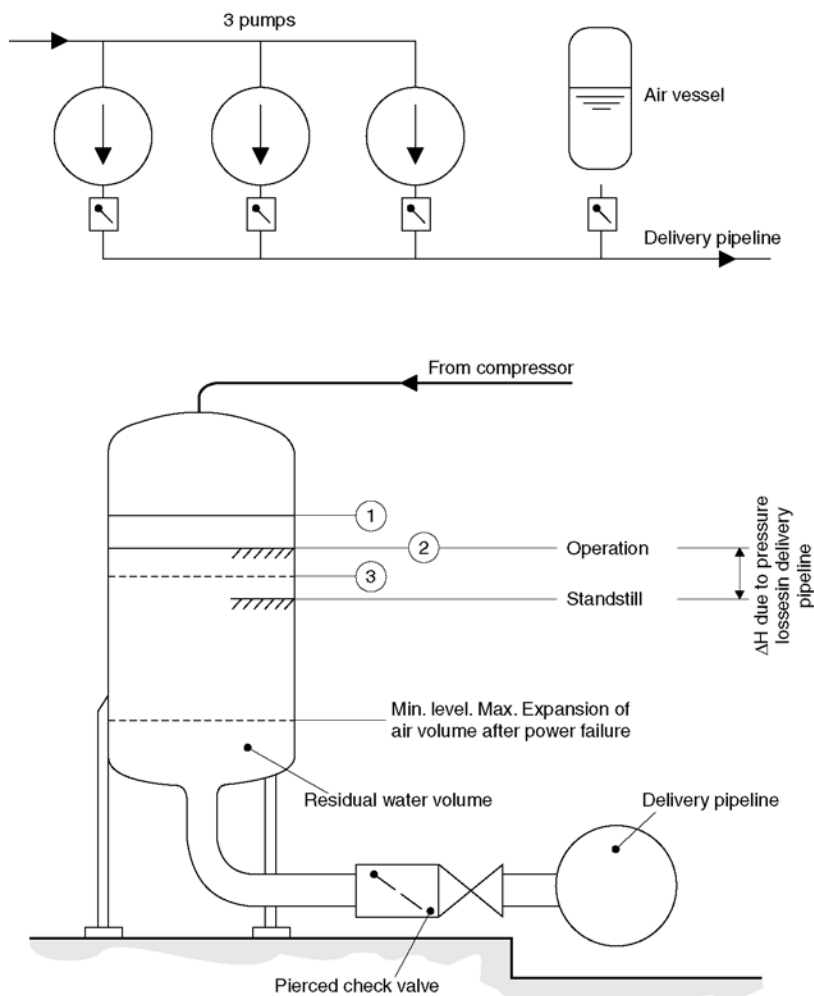 3 pumps
Air vessel
Delivery pipeline
From compressor
1
2
Operation
3
Standstill
ΔH due to pressure
lossesin delivery
pipeline
Min. level. Max. Expansion of
air volume after power failure
Residual water volume
Delivery pipeline
Pierced check valve